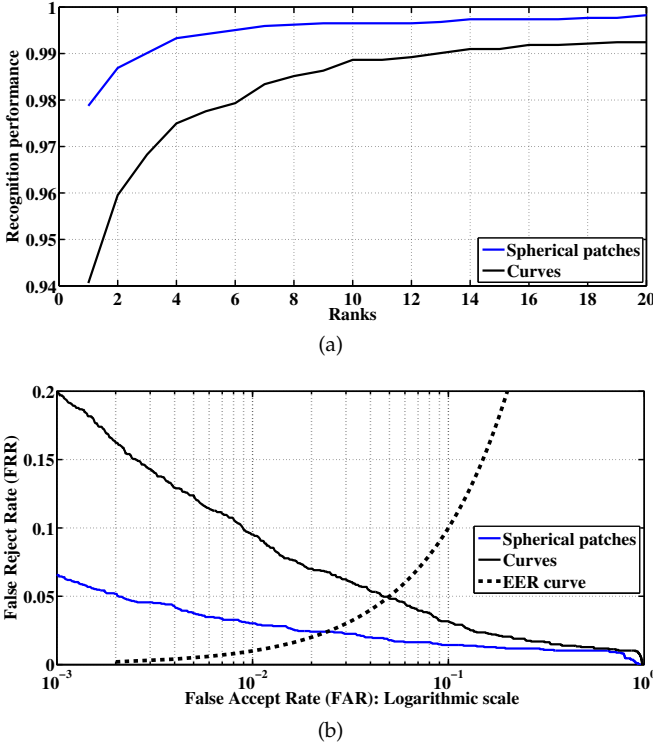 1
0.99
0.98
0.97
0.96
0.95
0.94
Recognition performance
Spherical patches
Curves
0 2 4 6 8 10 12 14 16 18 20
Ranks
(a)
0.2
0.15
0.1
0.05
0
False Reject Rate (FRR)
Spherical patches
Curves
EER curve
10^-3 10^-2 10^-1 10^0
False Accept Rate (FAR): Logarithmic scale
(b)